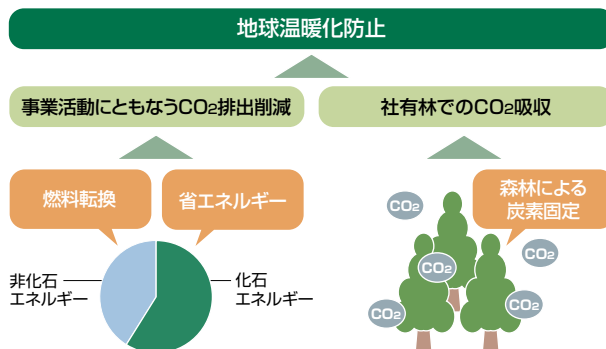 地球温暖化防止
事業活動にともなうCO₂排出削減
社有林でのCO₂吸収
燃料転換
省エネルギー
森林による
炭素固定
非化石
エネルギー
化石
エネルギー
CO₂
CO₂
CO₂
CO₂
CO₂